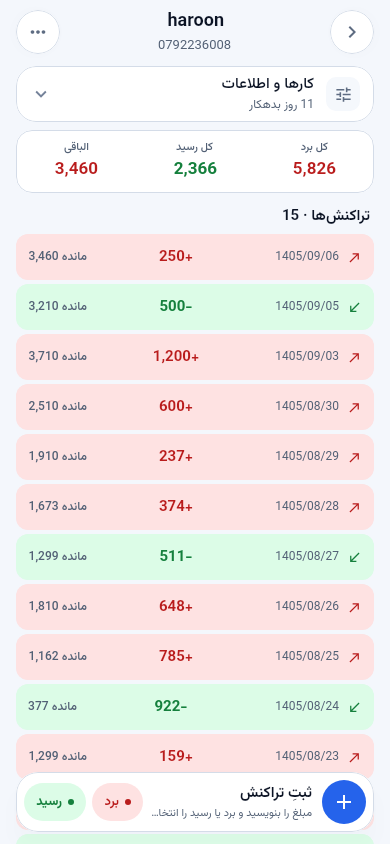 haroon
0792236008
کارها و اطلاعات
11 روز بدهکار
کل برد کل رسید الباقی
5,826 2,366 3,460
تراکنش‌ها · 15
1405/09/06 +250 مانده 3,460
1405/09/05 -500 مانده 3,210
1405/09/03 +1,200 مانده 3,710
1405/08/30 +600 مانده 2,510
1405/08/29 +237 مانده 1,910
1405/08/28 +374 مانده 1,673
1405/08/27 -511 مانده 1,299
1405/08/26 +648 مانده 1,810
1405/08/25 +785 مانده 1,162
1405/08/24 -922 مانده 377
1405/08/23 +159 مانده 1,299
ثبتِ تراکنش
مبلغ را بنویسید و برد یا رسید را انتخا...
برد
رسید